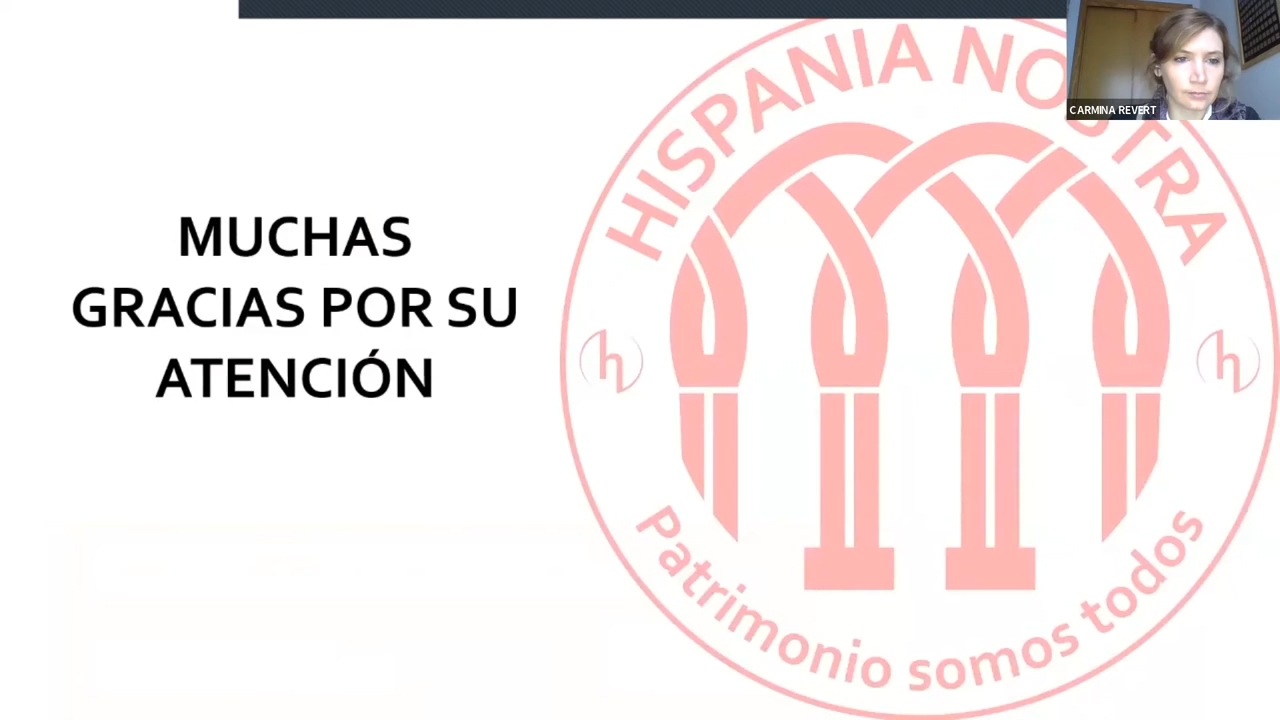 HISPANIA NOSTRA
CARMINA REVERT
MUCHAS
GRACIAS POR SU
ATENCIÓN
h
h
Patrimonio somos todos